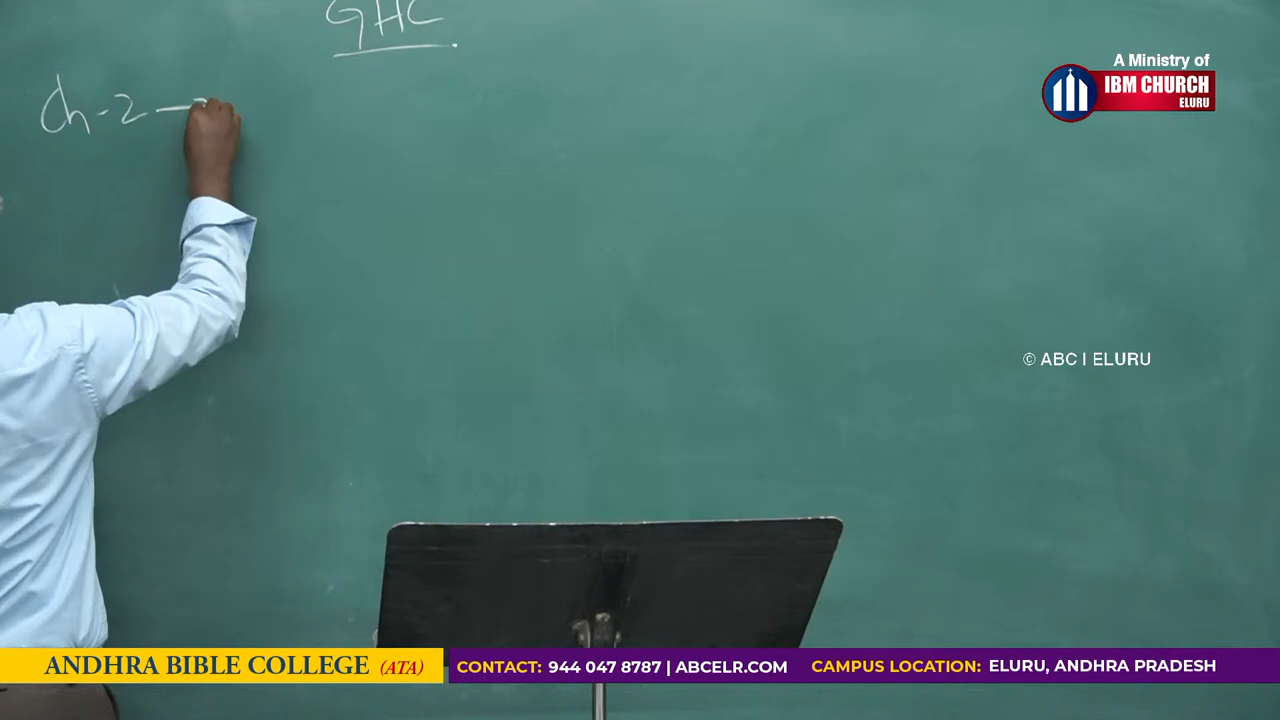 GHC
Ch-2 —
A Ministry of
IBM CHURCH
ELURU
© ABC | ELURU
ANDHRA BIBLE COLLEGE (ATA) CONTACT: 944 047 8787 | ABCELR.COM CAMPUS LOCATION: ELURU, ANDHRA PRADESH